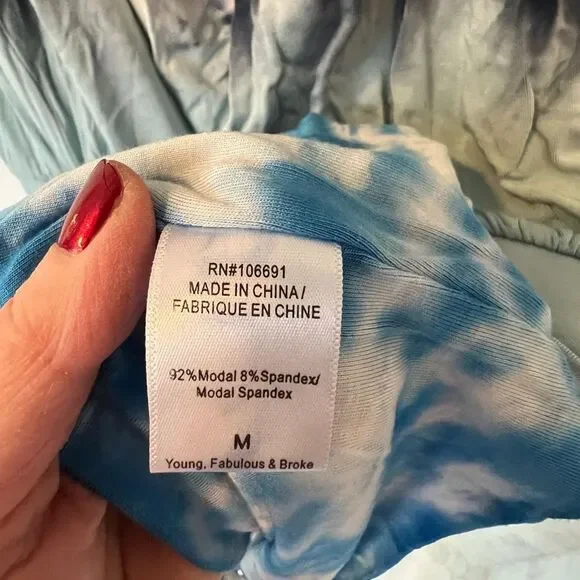 RN#106691
MADE IN CHINA/
FABRIQUE EN CHINE
92%Modal 8%Spandex/
Modal Spandex
M
Young, Fabulous & Broke